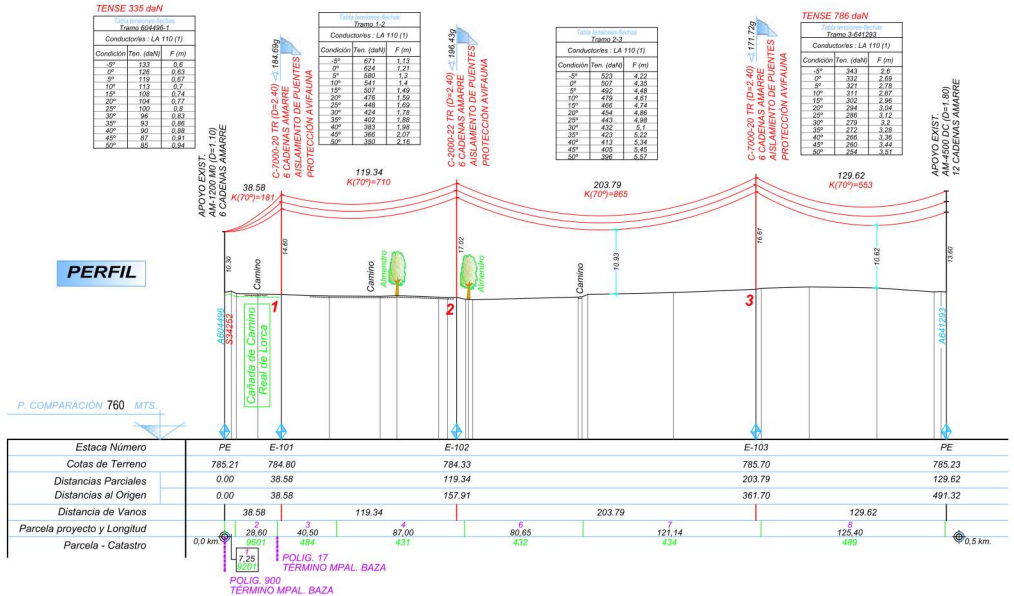 TENSE 335 daN
Tabla tensiones-flechas
Tramo 604496-1
Conductor/es : LA 110 (1)
Condición Ten. (daN) F (m)
-5º 133 0,6
0º 126 0,63
5º 119 0,67
10º 113 0,7
15º 108 0,74
20º 104 0,77
25º 100 0,8
30º 96 0,83
35º 93 0,86
40º 90 0,88
45º 87 0,91
50º 85 0,94
Tabla tensiones-flechas
Tramo 1-2
Conductor/es : LA 110 (1)
Condición Ten. (daN) F (m)
-5º 671 1,13
0º 624 1,21
5º 580 1,3
10º 541 1,4
15º 507 1,49
20º 476 1,59
25º 448 1,69
30º 424 1,78
35º 402 1,88
40º 383 1,98
45º 366 2,07
50º 350 2,16
Tabla tensiones-flechas
Tramo 2-3
Conductor/es : LA 110 (1)
Condición Ten. (daN) F (m)
-5º 523 4,22
0º 507 4,35
5º 492 4,48
10º 479 4,61
15º 466 4,74
20º 454 4,86
25º 443 4,98
30º 432 5,1
35º 423 5,22
40º 413 5,34
45º 405 5,45
50º 396 5,57
TENSE 786 daN
Tabla tensiones-flechas
Tramo 3-641293
Conductor/es : LA 110 (1)
Condición Ten. (daN) F (m)
-5º 343 2,6
0º 332 2,69
5º 321 2,78
10º 311 2,87
15º 302 2,96
20º 294 3,04
25º 286 3,12
30º 279 3,2
35º 272 3,28
40º 266 3,36
45º 260 3,44
50º 254 3,51
APOYO EXIST.
AM-1200 M0 (D=1.10)
6 CADENAS AMARRE
C-7000-20 TR (D=2.40) 184.69g
6 CADENAS AMARRE
AISLAMIENTO DE PUENTES
PROTECCIÓN AVIFAUNA
C-2000-22 TR (D=2.40) 196.43g
6 CADENAS AMARRE
AISLAMIENTO DE PUENTES
PROTECCIÓN AVIFAUNA
C-7000-20 TR (D=2.40) 171.72g
6 CADENAS AMARRE
AISLAMIENTO DE PUENTES
PROTECCIÓN AVIFAUNA
APOYO EXIST.
AM-4500 DC (D=1.80)
12 CADENAS AMARRE
38.58
K(70º)=181
119.34
K(70º)=710
203.79
K(70º)=865
129.62
K(70º)=553
10.30
14.60
17.02
10.93
16.61
10.62
13.60
PERFIL
Camino
Camino
Almendro
Almendro
Camino
1
2
3
A604496
S34252
Cañada de Camino
Real de Lorca
A641293
P. COMPARACIÓN 760 MTS.
Estaca Número PE E-101 E-102 E-103 PE
Cotas de Terreno 785.21 784.80 784.33 785.70 785.23
Distancias Parciales 0.00 38.58 119.34 203.79 129.62
Distancias al Origen 0.00 38.58 157.91 361.70 491.32
Distancia de Vanos 38.58 119.34 203.79 129.62
2 3 4 6 7 8
Parcela proyecto y Longitud 28,60 40,50 87,00 80,65 121,14 125,40
Parcela - Catastro 0,0 km. 9601 484 431 432 434 489 0,5 km.
1
7,25
9201
POLIG. 17
TÉRMINO MPAL. BAZA
POLIG. 900
TÉRMINO MPAL. BAZA